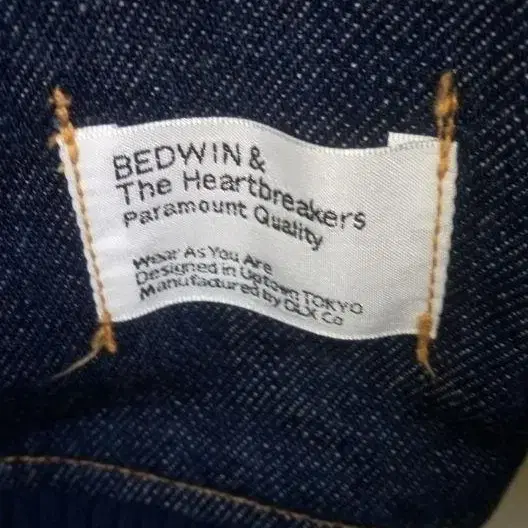 BEDWIN &
The Heartbreakers
Paramount Quality
Wear As You Are
Designed in Uptown TOKYO
Manufactured by DLX Co